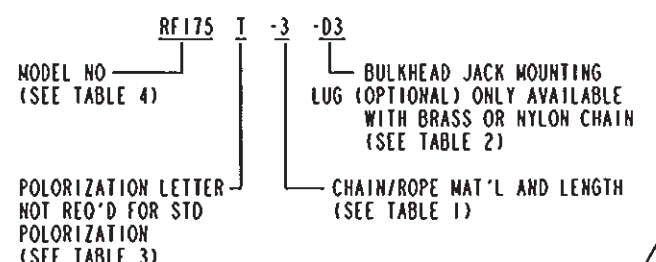 RF175 T -3 -D3
MODEL NO
(SEE TABLE 4)
BULKHEAD JACK MOUNTING
LUG (OPTIONAL) ONLY AVAILABLE
WITH BRASS OR NYLON CHAIN
(SEE TABLE 2)
POLORIZATION LETTER
NOT REQ'D FOR STD
POLORIZATION
(SEE TABLE 3)
CHAIN/ROPE MAT'L AND LENGTH
(SEE TABLE 1)